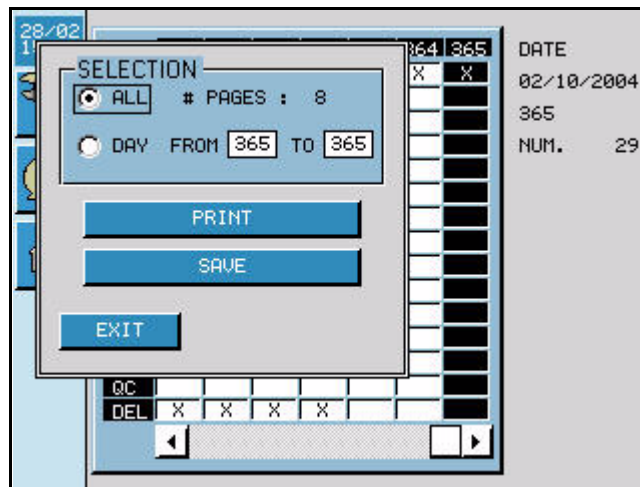 28/02
364 365
X X
SELECTION
ALL # PAGES : 8
DAY FROM 365 TO 365
PRINT
SAVE
EXIT
QC
DEL X X X X
DATE
02/10/2004
365
NUM. 29